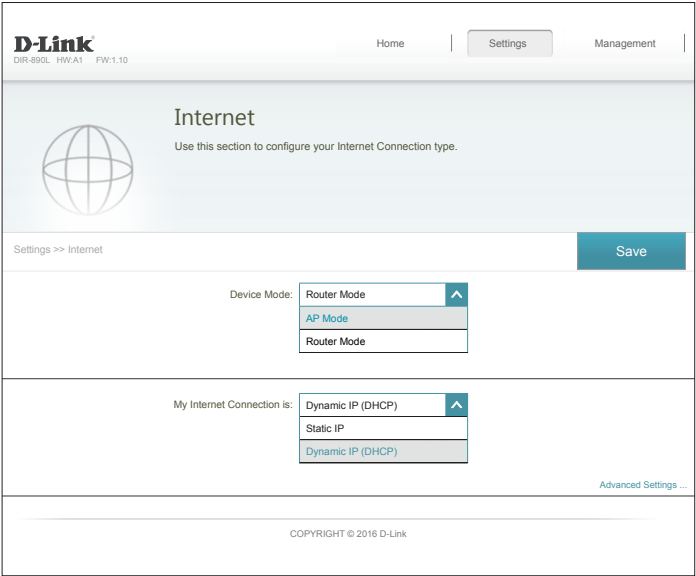 D-Link
Home
Settings
Management
DIR-890L HW:A1 FW:1.10
Internet
Use this section to configure your Internet Connection type.
Settings >> Internet
Save
Device Mode: Router Mode
AP Mode
Router Mode
My Internet Connection is: Dynamic IP (DHCP)
Static IP
Dynamic IP (DHCP)
Advanced Settings ...
COPYRIGHT © 2016 D-Link